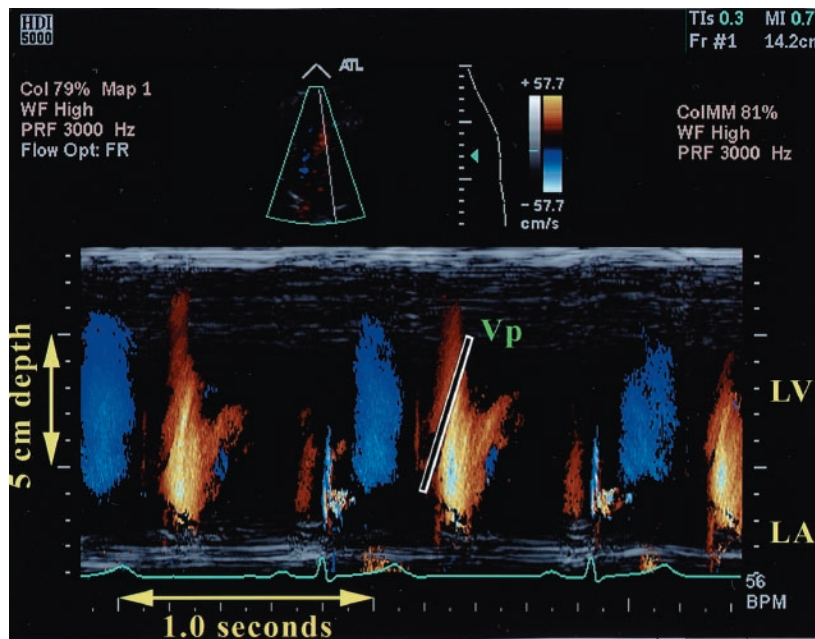 HDI
5000
TIs 0.3 MI 0.7
Fr #1 14.2cm
ATL
Col 79% Map 1
WF High
PRF 3000 Hz
Flow Opt: FR
+ 57.7
- 57.7
cm/s
ColMM 81%
WF High
PRF 3000 Hz
Vp
5 cm depth
LV
LA
56
BPM
1.0 seconds